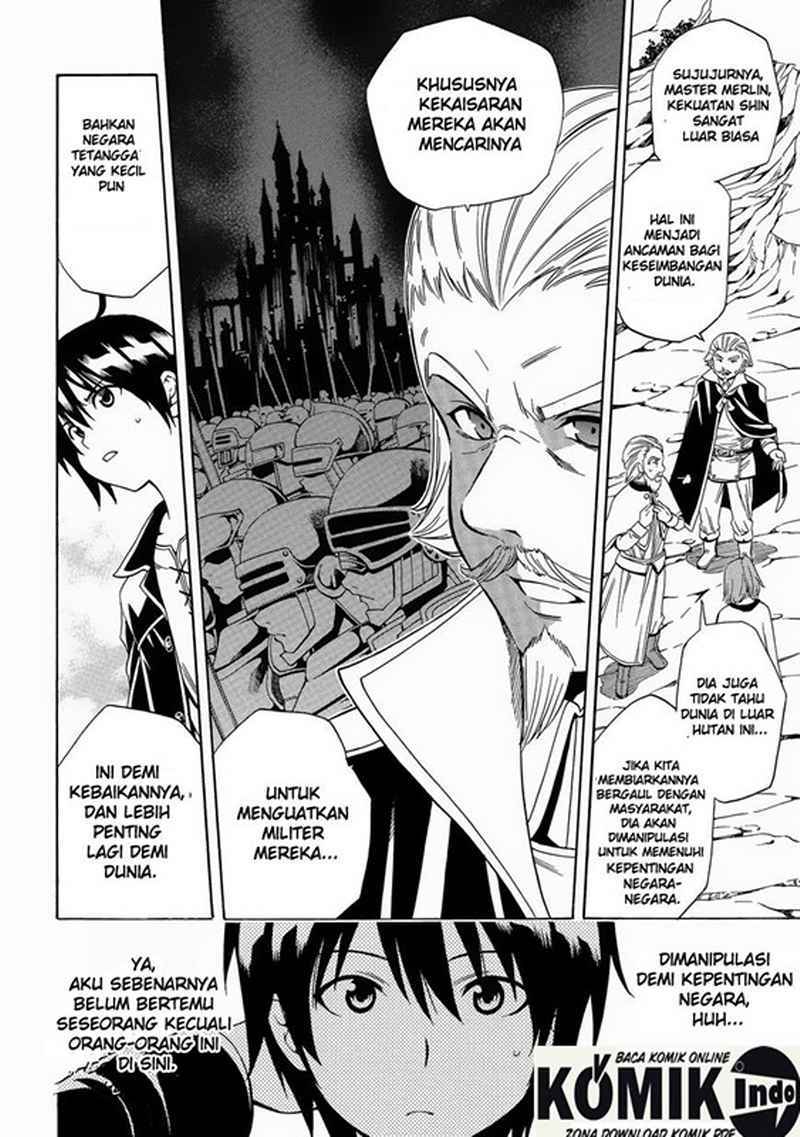 SUJUJURNYA,
MASTER MERLIN,
KEKUATAN SHIN
SANGAT
LUAR BIASA
HAL INI
MENJADI
ANCAMAN BAGI
KESEIMBANGAN
DUNIA.
DIA JUGA
TIDAK TAHU
DUNIA DI LUAR
HUTAN INI...
JIKA KITA
MEMBIARKANNYA
BERGAUL DENGAN
MASYARAKAT,
DIA AKAN
DIMANIPULASI
UNTUK MEMENUHI
KEPENTINGAN
NEGARA-
NEGARA.
KHUSUSNYA
KEKAISARAN
MEREKA AKAN
MENCARINYA
UNTUK
MENGUATKAN
MILITER
MEREKA...
BAHKAN
NEGARA
TETANGGA
YANG KECIL
PUN
INI DEMI
KEBAIKANNYA,
DAN LEBIH
PENTING
LAGI DEMI
DUNIA.
DIMANIPULASI
DEMI KEPENTINGAN
NEGARA,
HUH...
YA,
AKU SEBENARNYA
BELUM BERTEMU
SESEORANG KECUALI
ORANG-ORANG INI
DI SINI.
BACA KOMIK ONLINE
KOMIK indo
ZONA DOWNLOAD KOMIK PDF